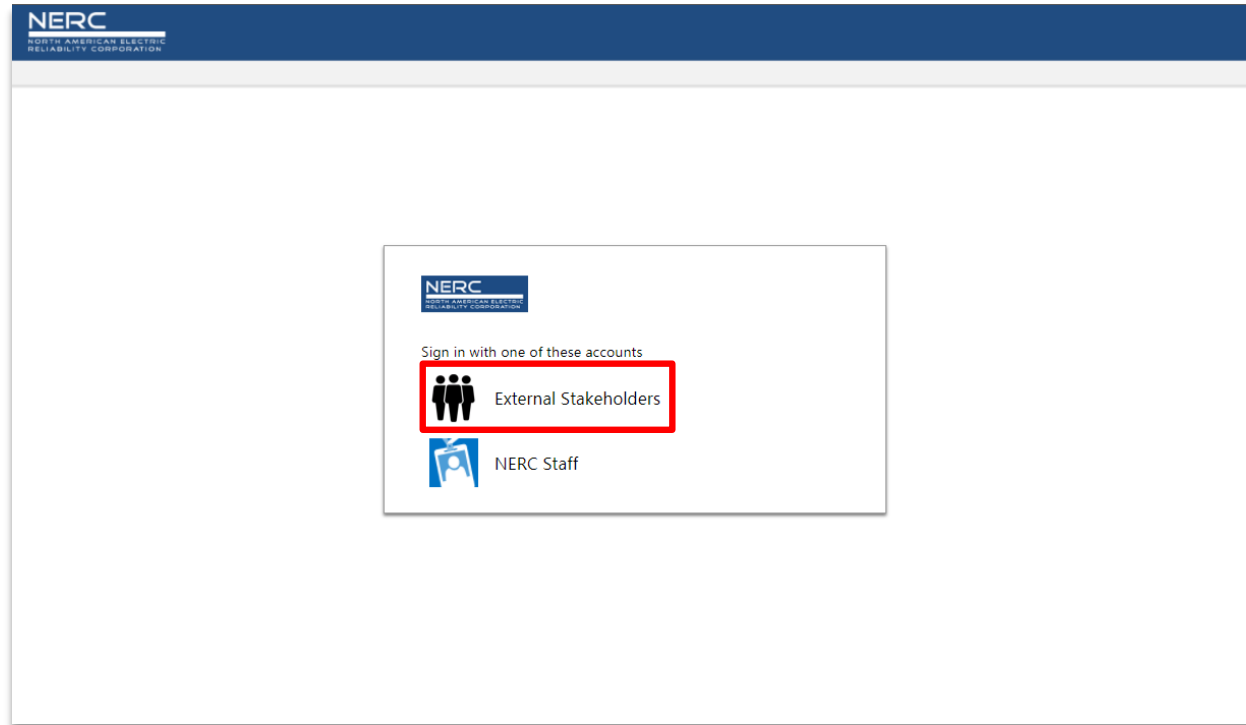 NERC
NORTH AMERICAN ELECTRIC
RELIABILITY CORPORATION
NERC
NORTH AMERICAN ELECTRIC
RELIABILITY CORPORATION
Sign in with one of these accounts
External Stakeholders
NERC Staff